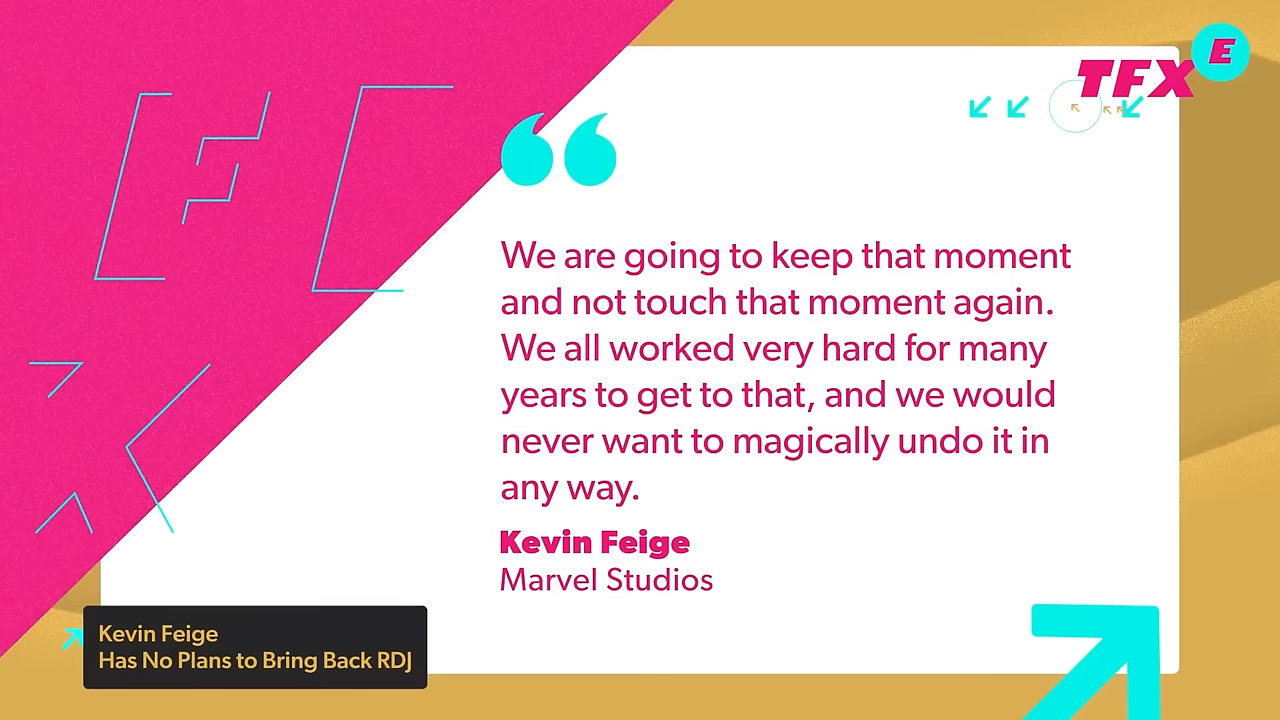 TFX
E
“
We are going to keep that moment
and not touch that moment again.
We all worked very hard for many
years to get to that, and we would
never want to magically undo it in
any way.
Kevin Feige
Marvel Studios
Kevin Feige
Has No Plans to Bring Back RDJ